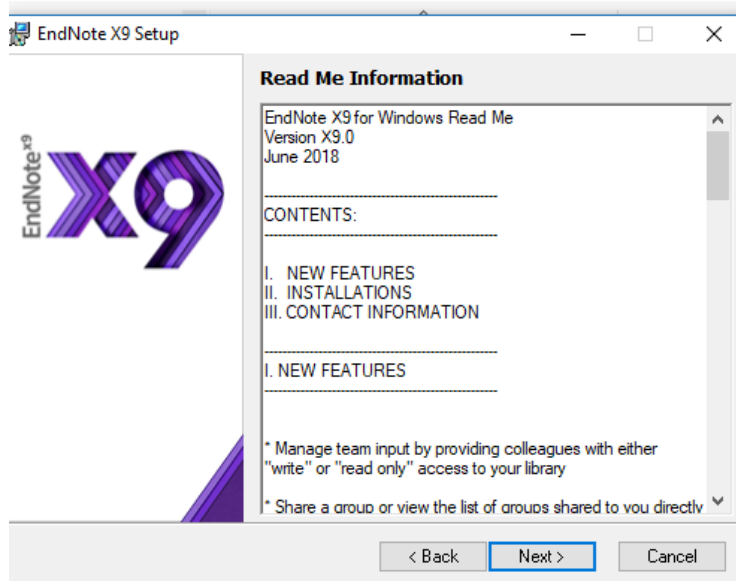 EndNote X9 Setup
EndNote x9
X9
Read Me Information
EndNote X9 for Windows Read Me
Version X9.0
June 2018
--------------------------------------------------------
CONTENTS:
--------------------------------------------------------
I. NEW FEATURES
II. INSTALLATIONS
III. CONTACT INFORMATION
--------------------------------------------------------
I. NEW FEATURES
--------------------------------------------------------
* Manage team input by providing colleagues with either
"write" or "read only" access to your library
* Share a group or view the list of groups shared to you directly
< Back
Next >
Cancel